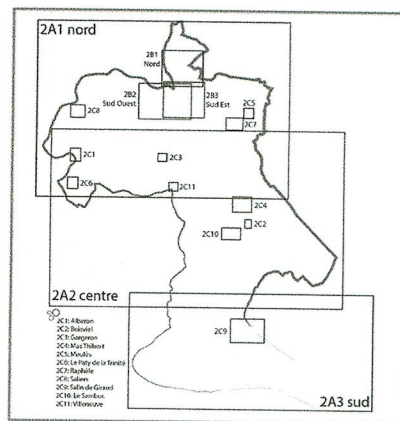 2A1 nord
2B1
Nord
2B2
Sud Ouest
2B3
Sud Est
2C8
2C5
2C7
2C1
2C3
2C6
2C11
2C4
2C2
2C10
2A2 centre
2C1: Alberon
2C2: Boisviel
2C3: Gargeron
2C4: Mas Thibert
2C5: Moulès
2C6: Le Paty de la Trinité
2C7: Raphèle
2C8: Saliers
2C9: Salin de Giraud
2C10: Le Sambuc
2C11: Villeneuve
2C9
2A3 sud